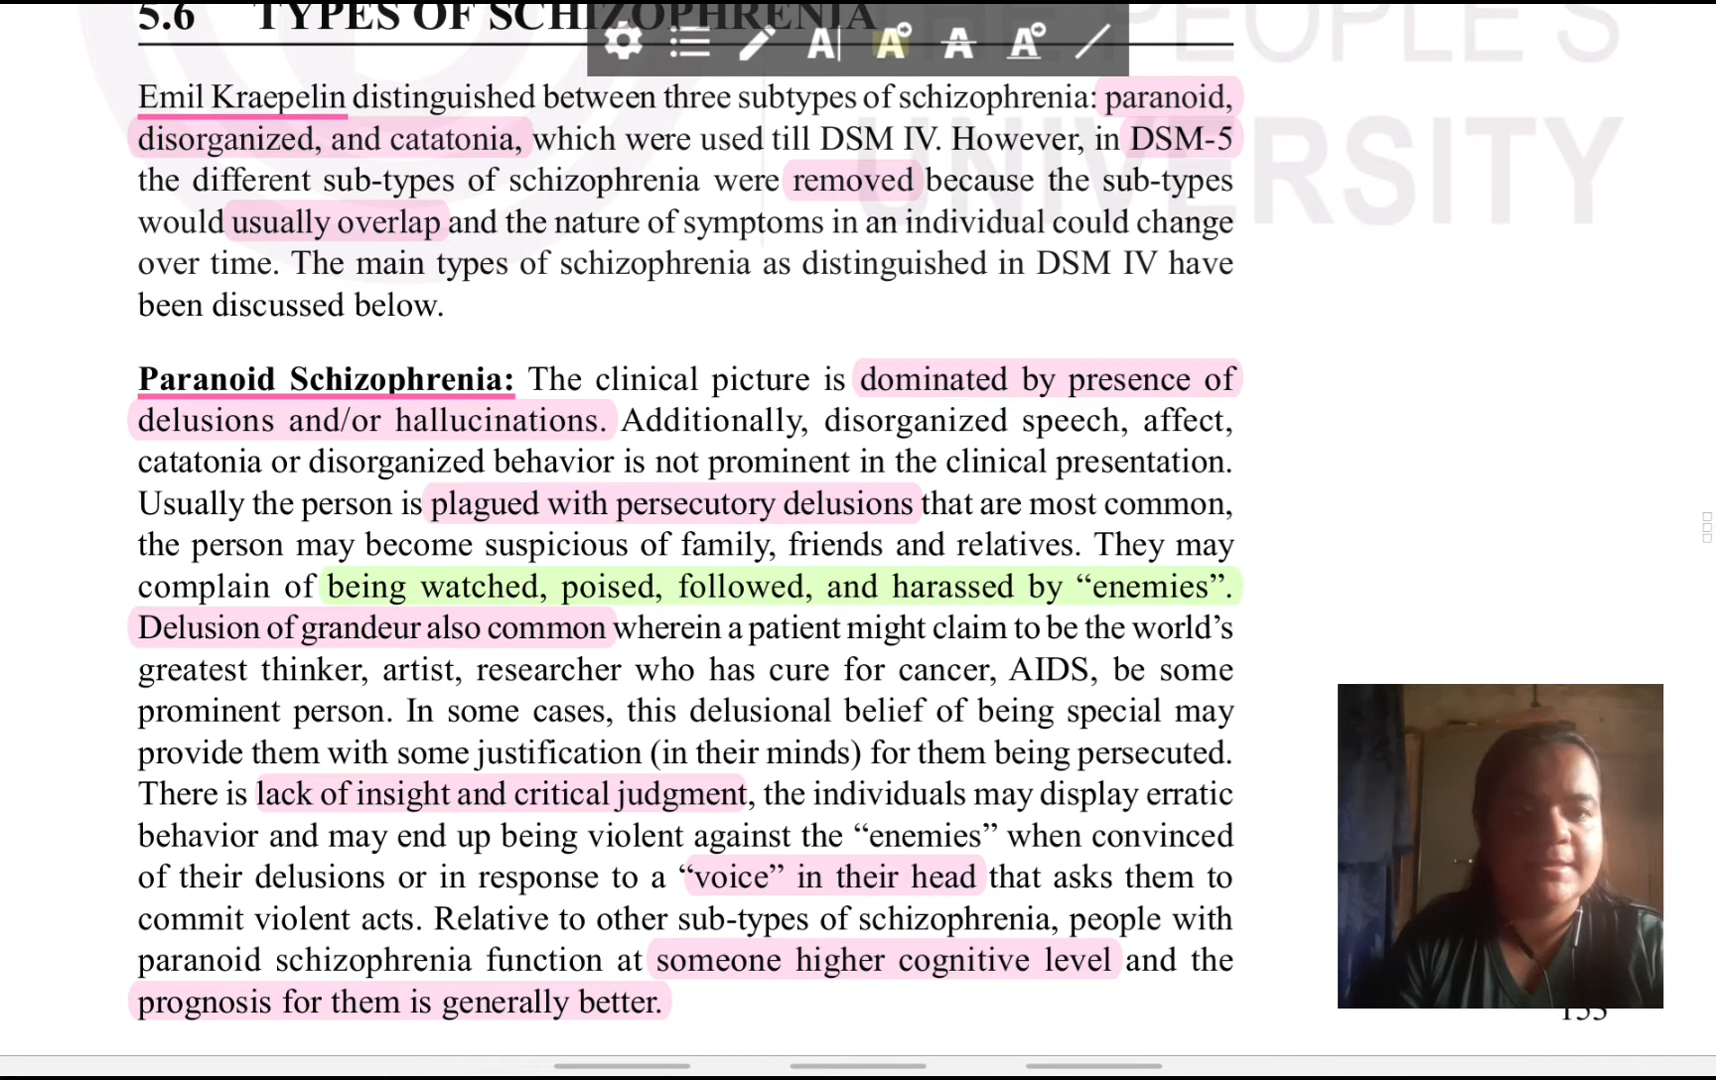 5.6 TYPES OF SCHIZOPHRENIA
THE PEOPLE'S
UNIVERSITY
Emil Kraepelin distinguished between three subtypes of schizophrenia: paranoid,
disorganized, and catatonia, which were used till DSM IV. However, in DSM-5
the different sub-types of schizophrenia were removed because the sub-types
would usually overlap and the nature of symptoms in an individual could change
over time. The main types of schizophrenia as distinguished in DSM IV have
been discussed below.
Paranoid Schizophrenia: The clinical picture is dominated by presence of
delusions and/or hallucinations. Additionally, disorganized speech, affect,
catatonia or disorganized behavior is not prominent in the clinical presentation.
Usually the person is plagued with persecutory delusions that are most common,
the person may become suspicious of family, friends and relatives. They may
complain of being watched, poised, followed, and harassed by “enemies”.
Delusion of grandeur also common wherein a patient might claim to be the world’s
greatest thinker, artist, researcher who has cure for cancer, AIDS, be some
prominent person. In some cases, this delusional belief of being special may
provide them with some justification (in their minds) for them being persecuted.
There is lack of insight and critical judgment, the individuals may display erratic
behavior and may end up being violent against the “enemies” when convinced
of their delusions or in response to a “voice” in their head that asks them to
commit violent acts. Relative to other sub-types of schizophrenia, people with
paranoid schizophrenia function at someone higher cognitive level and the
prognosis for them is generally better.